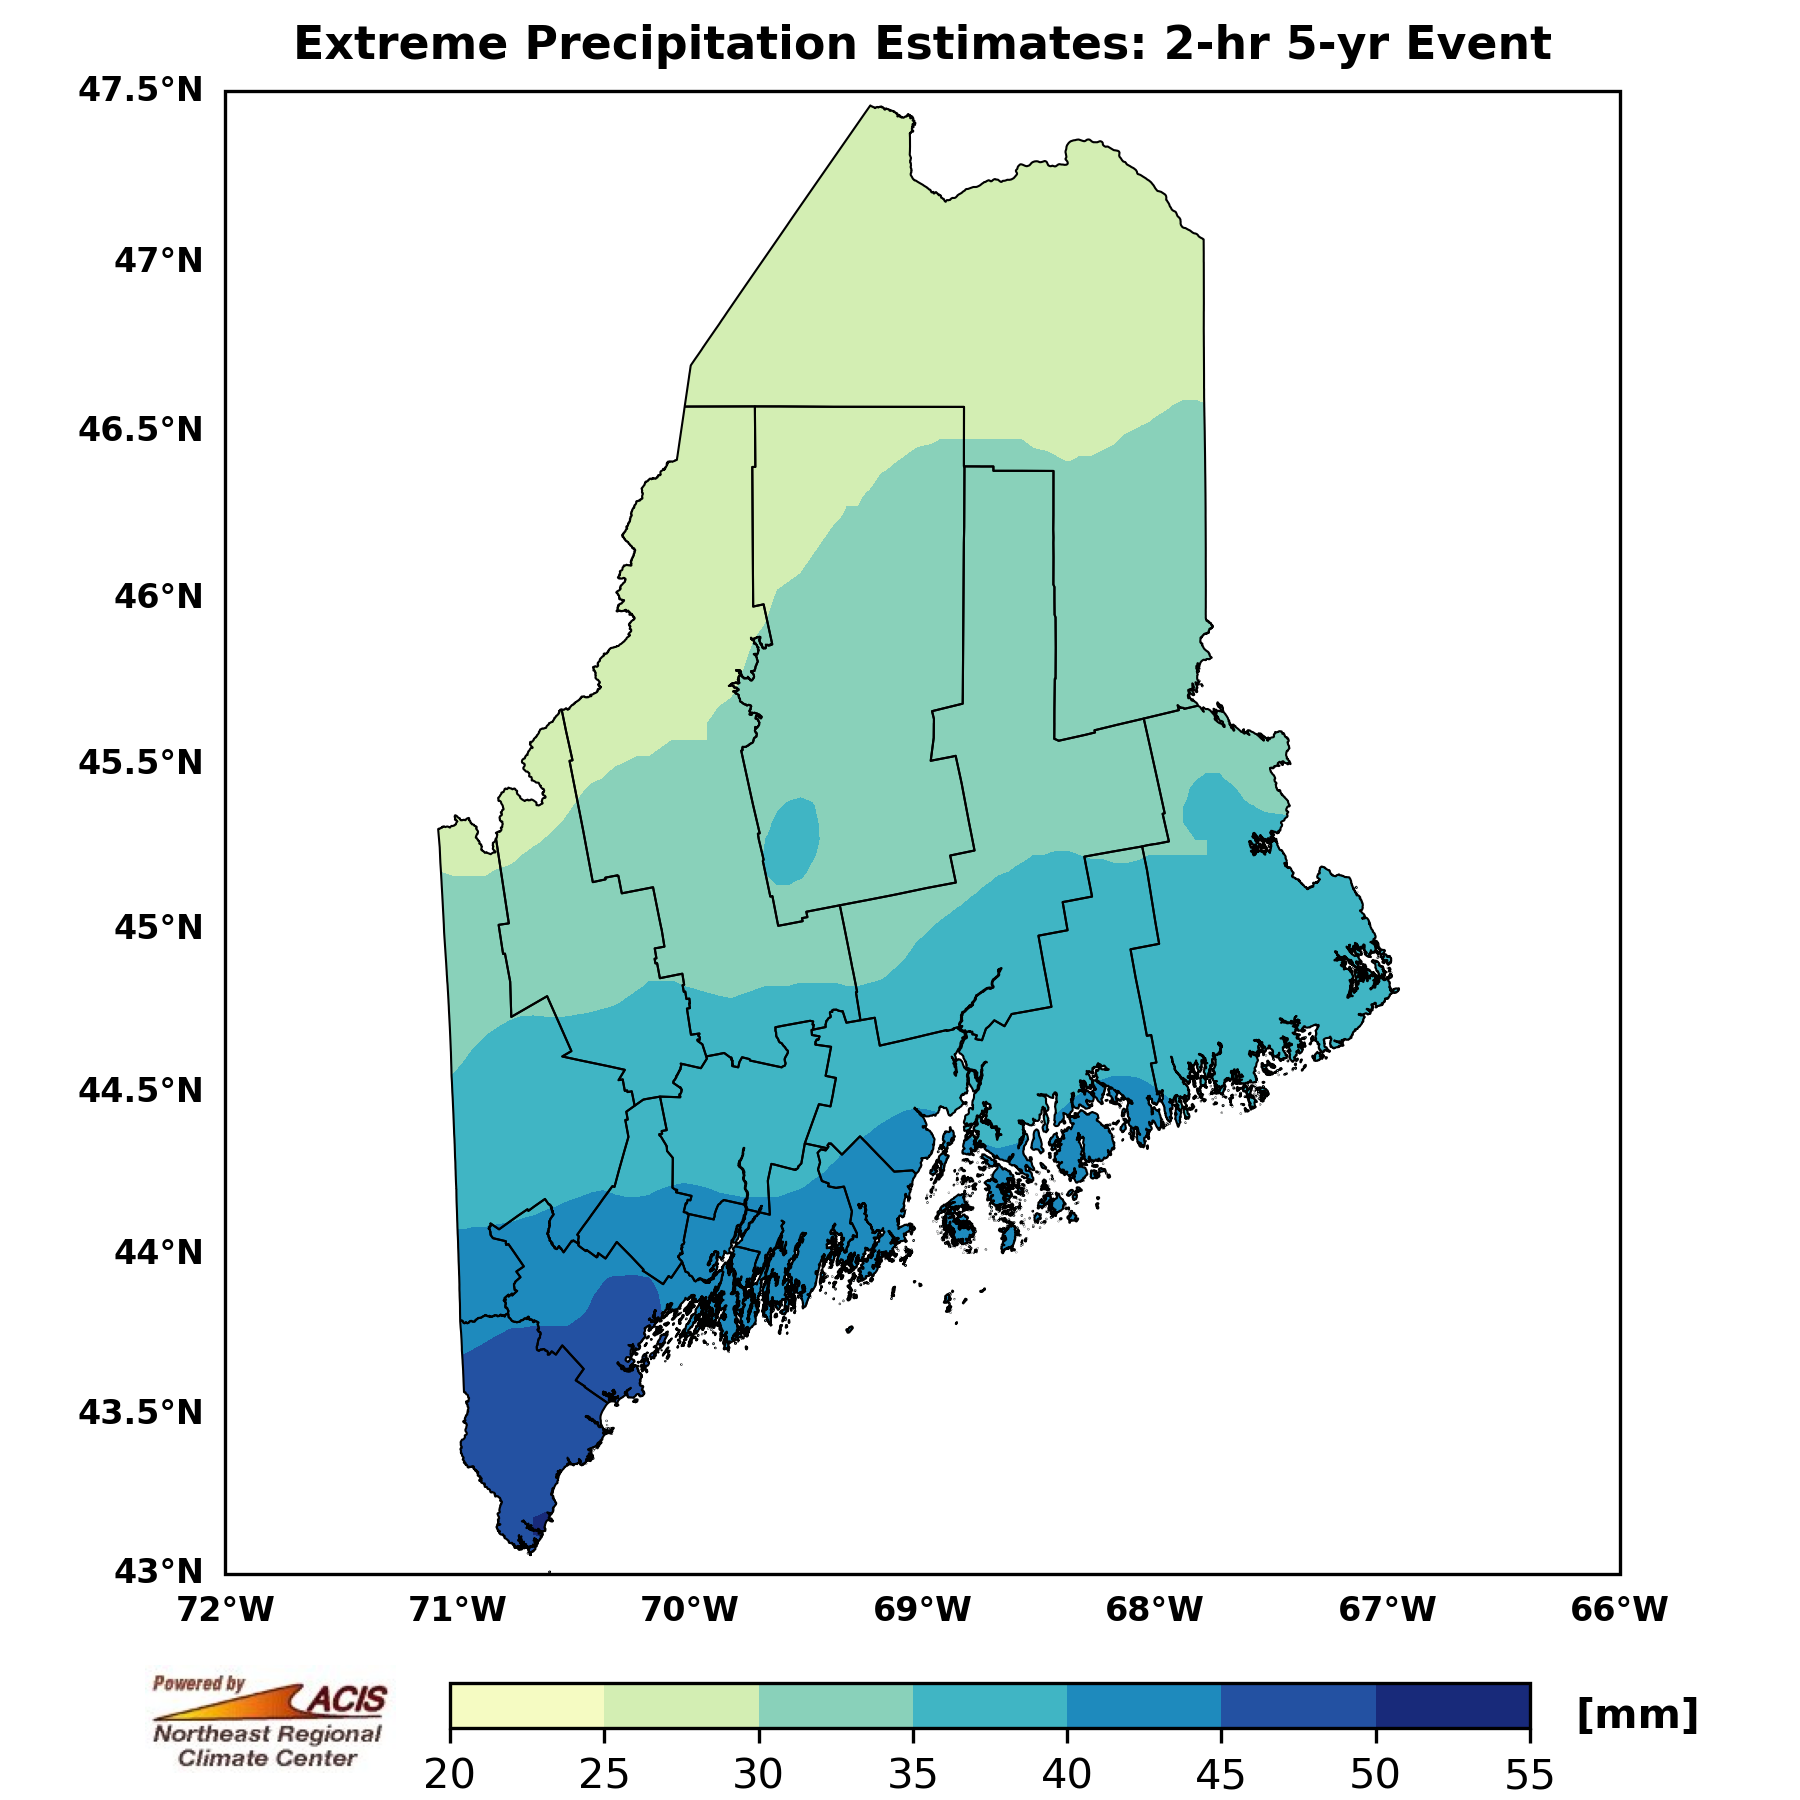 Extreme Precipitation Estimates: 2-hr 5-yr Event
47.5°N
47°N
46.5°N
46°N
45.5°N
45°N
44.5°N
44°N
43.5°N
43°N
72°W 71°W 70°W 69°W 68°W 67°W 66°W
Powered by
ACIS
Northeast Regional
Climate Center
[mm]
20 25 30 35 40 45 50 55